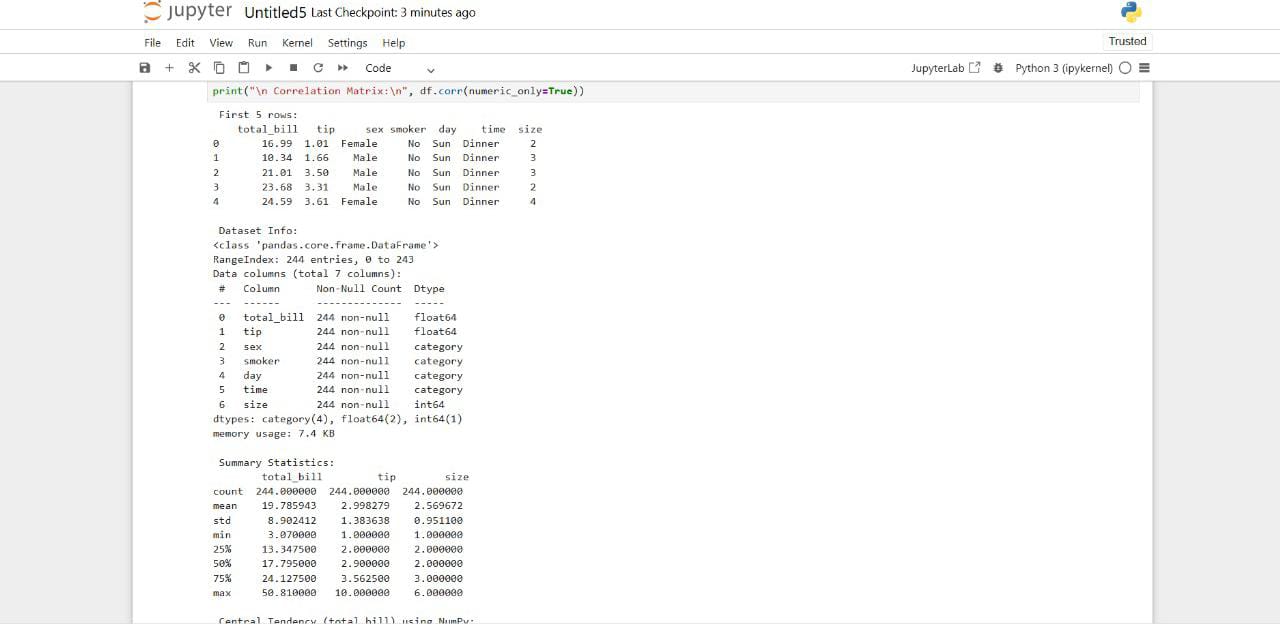 jupyter Untitled5 Last Checkpoint: 3 minutes ago
File Edit View Run Kernel Settings Help
Trusted
Code
JupyterLab
Python 3 (ipykernel)
print("\n Correlation Matrix:\n", df.corr(numeric_only=True))
First 5 rows:
total_bill tip sex smoker day time size
0 16.99 1.01 Female No Sun Dinner 2
1 10.34 1.66 Male No Sun Dinner 3
2 21.01 3.50 Male No Sun Dinner 3
3 23.68 3.31 Male No Sun Dinner 2
4 24.59 3.61 Female No Sun Dinner 4
Dataset Info:
<class 'pandas.core.frame.DataFrame'>
RangeIndex: 244 entries, 0 to 243
Data columns (total 7 columns):
# Column Non-Null Count Dtype
--- ------ -------------- -----
0 total_bill 244 non-null float64
1 tip 244 non-null float64
2 sex 244 non-null category
3 smoker 244 non-null category
4 day 244 non-null category
5 time 244 non-null category
6 size 244 non-null int64
dtypes: category(4), float64(2), int64(1)
memory usage: 7.4 KB
Summary Statistics:
total_bill tip size
count 244.000000 244.000000 244.000000
mean 19.785943 2.998279 2.569672
std 8.902412 1.383638 0.951100
min 3.070000 1.000000 1.000000
25% 13.347500 2.000000 2.000000
50% 17.795000 2.900000 2.000000
75% 24.127500 3.562500 3.000000
max 50.810000 10.000000 6.000000
Central Tendency (total_bill) using NumPy: